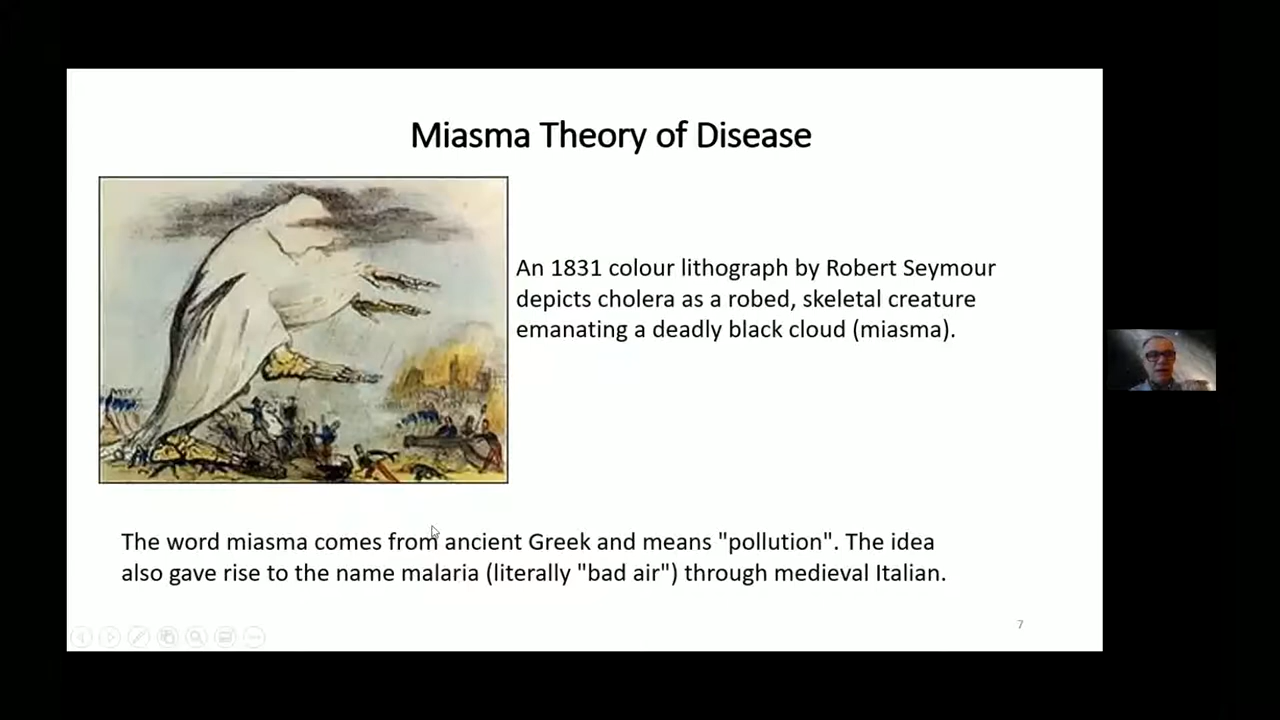 Miasma Theory of Disease
An 1831 colour lithograph by Robert Seymour
depicts cholera as a robed, skeletal creature
emanating a deadly black cloud (miasma).
The word miasma comes from ancient Greek and means "pollution". The idea
also gave rise to the name malaria (literally "bad air") through medieval Italian.
7